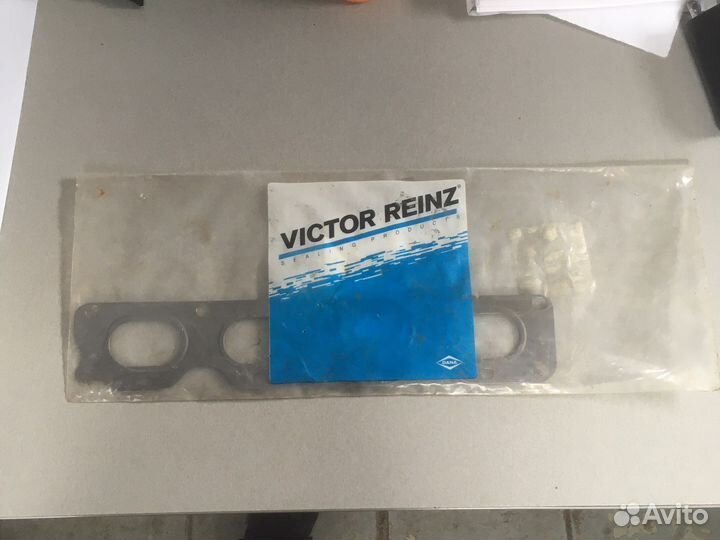 VICTOR REINZ®
SEALING PRODUCTS
DANA
Avito